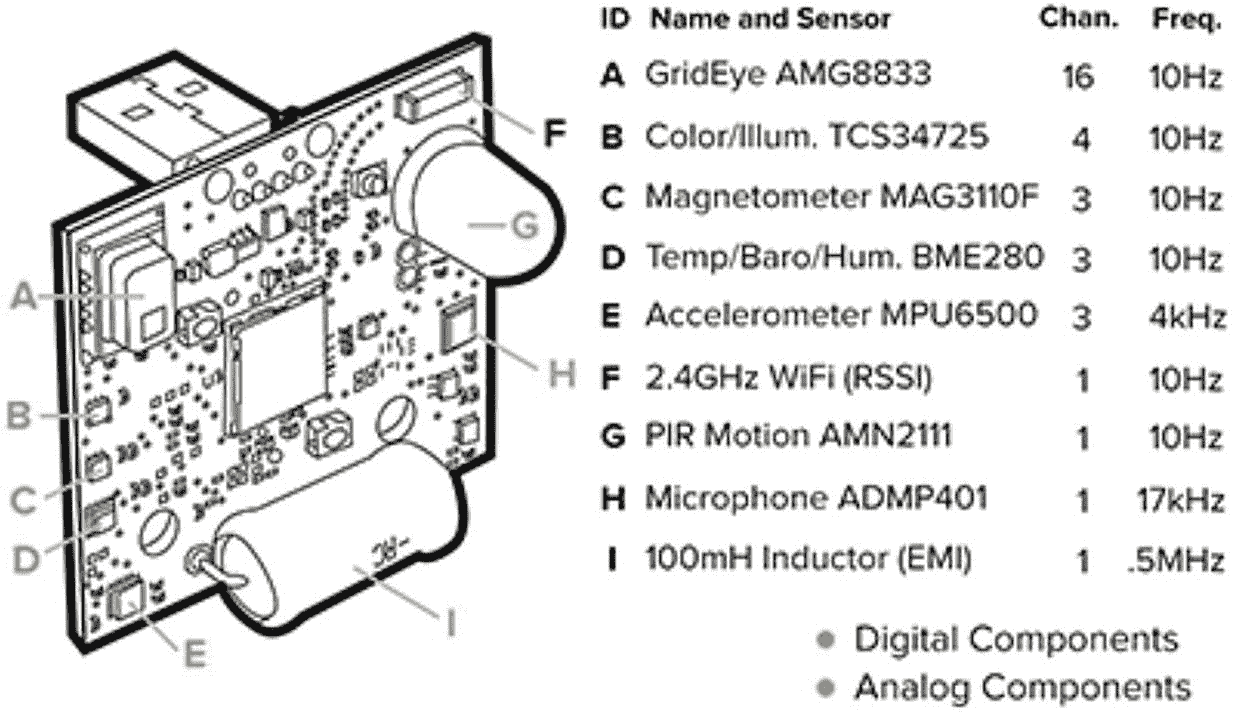 ID Name and Sensor Chan. Freq.
A GridEye AMG8833 16 10Hz
B Color/Illum. TCS34725 4 10Hz
C Magnetometer MAG3110F 3 10Hz
D Temp/Baro/Hum. BME280 3 10Hz
E Accelerometer MPU6500 3 4kHz
F 2.4GHz WiFi (RSSI) 1 10Hz
G PIR Motion AMN2111 1 10Hz
H Microphone ADMP401 1 17kHz
I 100mH Inductor (EMI) 1 .5MHz
Digital Components
Analog Components
F
G
A
H
B
C
D
I
E